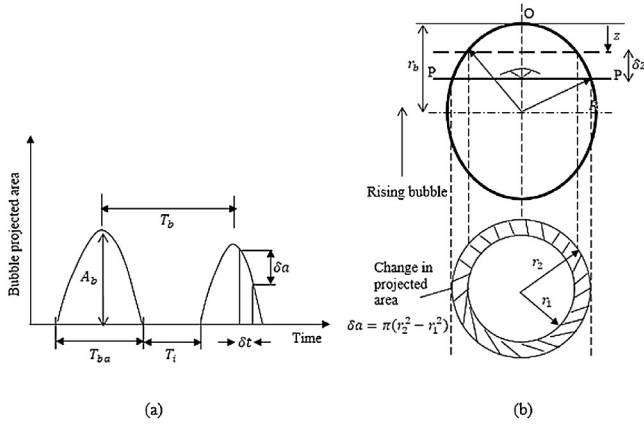 Bubble projected area
T_b
A_b
δa
Time
T_ba
T_i
δt
(a)
O
z
r_b
δz
P
P
R
Rising bubble
Change in
projected
area
r_2
r_1
δa = π(r_2^2 − r_1^2)
(b)